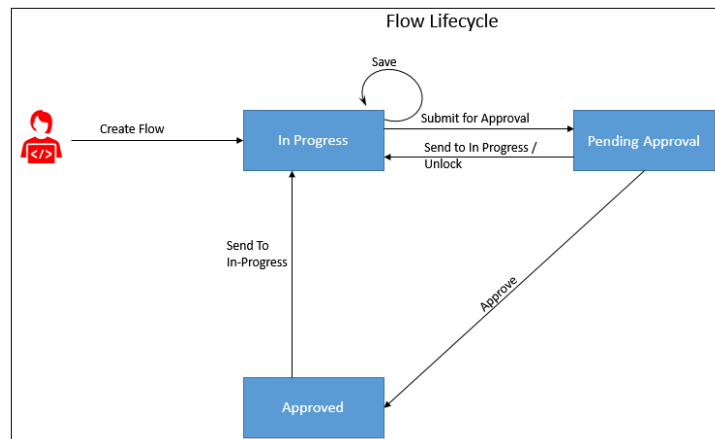 Flow Lifecycle
Save
Create Flow
In Progress
Submit for Approval
Send to In Progress /
Unlock
Pending Approval
Send To
In-Progress
Approve
Approved